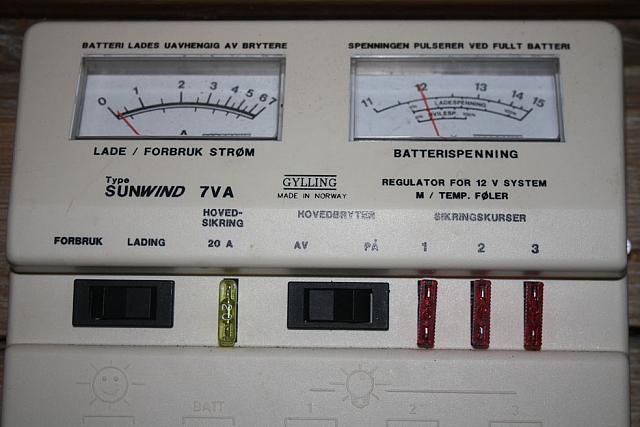 BATTERI LADES UAVHENGIG AV BRYTERE
SPENNINGEN PULSERER VED FULLT BATTERI
0 1 2 3 4 5 6 7
A
11 12 13 14 15
LADESPENNING
HVILESP.
LADE / FORBRUK STRØM
BATTERISPENNING
Type
SUNWIND 7VA
GYLLING
MADE IN NORWAY
REGULATOR FOR 12 V SYSTEM
M / TEMP. FØLER
HOVED-
SIKRING
20 A
HOVEDBRYTER
SIKRINGSKURSER
FORBRUK LADING
AV PÅ
1 2 3
20
BATT
1 2 3